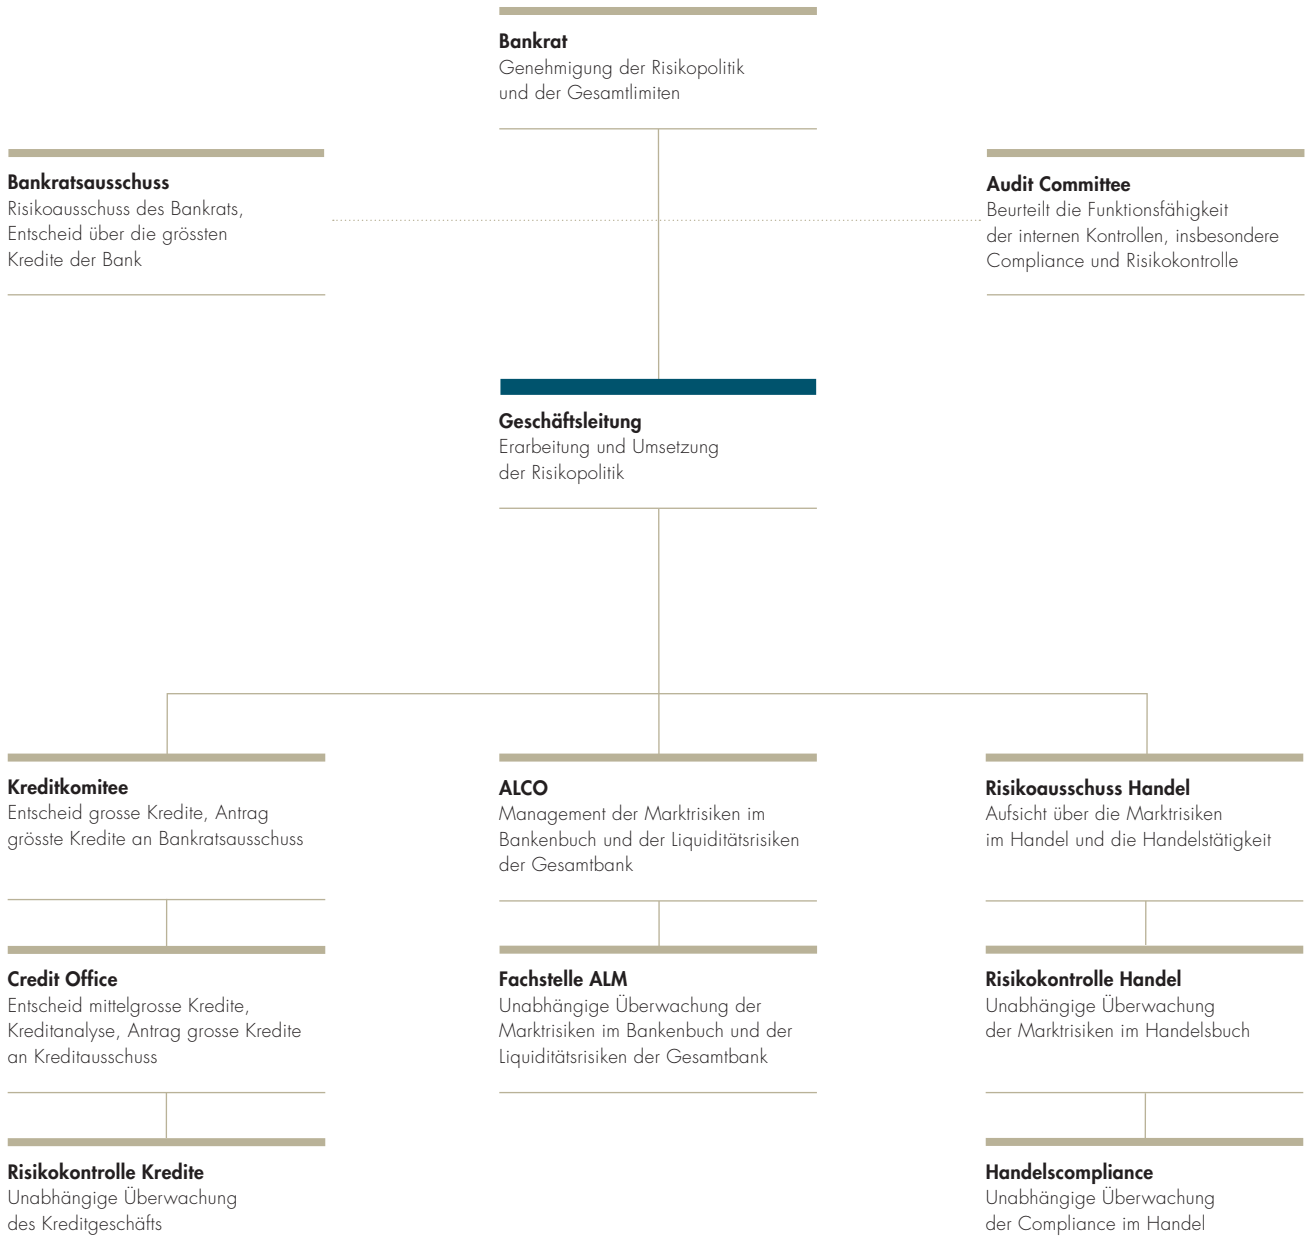 Bankrat
Genehmigung der Risikopolitik
und der Gesamtlimiten
Bankratsausschuss
Risikoausschuss des Bankrats,
Entscheid über die grössten
Kredite der Bank
Audit Committee
Beurteilt die Funktionsfähigkeit
der internen Kontrollen, insbesondere
Compliance und Risikokontrolle
Geschäftsleitung
Erarbeitung und Umsetzung
der Risikopolitik
Kreditkomitee
Entscheid grosse Kredite, Antrag
grösste Kredite an Bankratsausschuss
ALCO
Management der Marktrisiken im
Bankenbuch und der Liquiditätsrisiken
der Gesamtbank
Risikoausschuss Handel
Aufsicht über die Marktrisiken
im Handel und die Handelstätigkeit
Credit Office
Entscheid mittelgrosse Kredite,
Kreditanalyse, Antrag grosse Kredite
an Kreditausschuss
Fachstelle ALM
Unabhängige Überwachung der
Marktrisiken im Bankenbuch und der
Liquiditätsrisiken der Gesamtbank
Risikokontrolle Handel
Unabhängige Überwachung
der Marktrisiken im Handelsbuch
Risikokontrolle Kredite
Unabhängige Überwachung
des Kreditgeschäfts
Handelscompliance
Unabhängige Überwachung
der Compliance im Handel